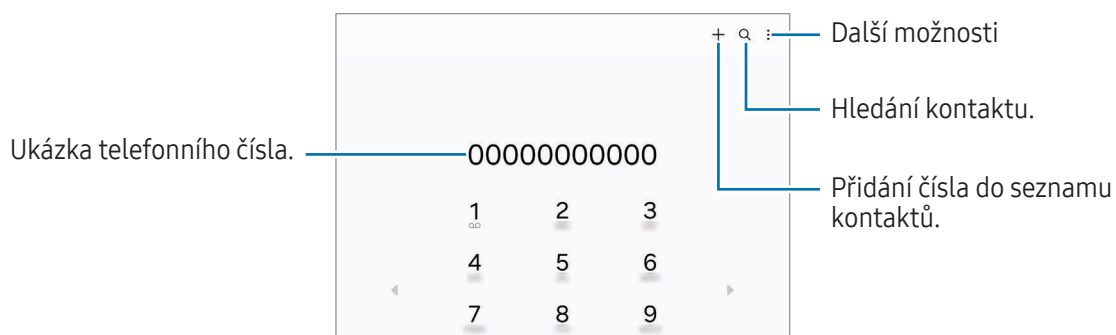 Další možnosti
Hledání kontaktu.
Ukázka telefonního čísla.
00000000000
Přidání čísla do seznamu
kontaktů.
1 2 3
4 5 6
7 8 9